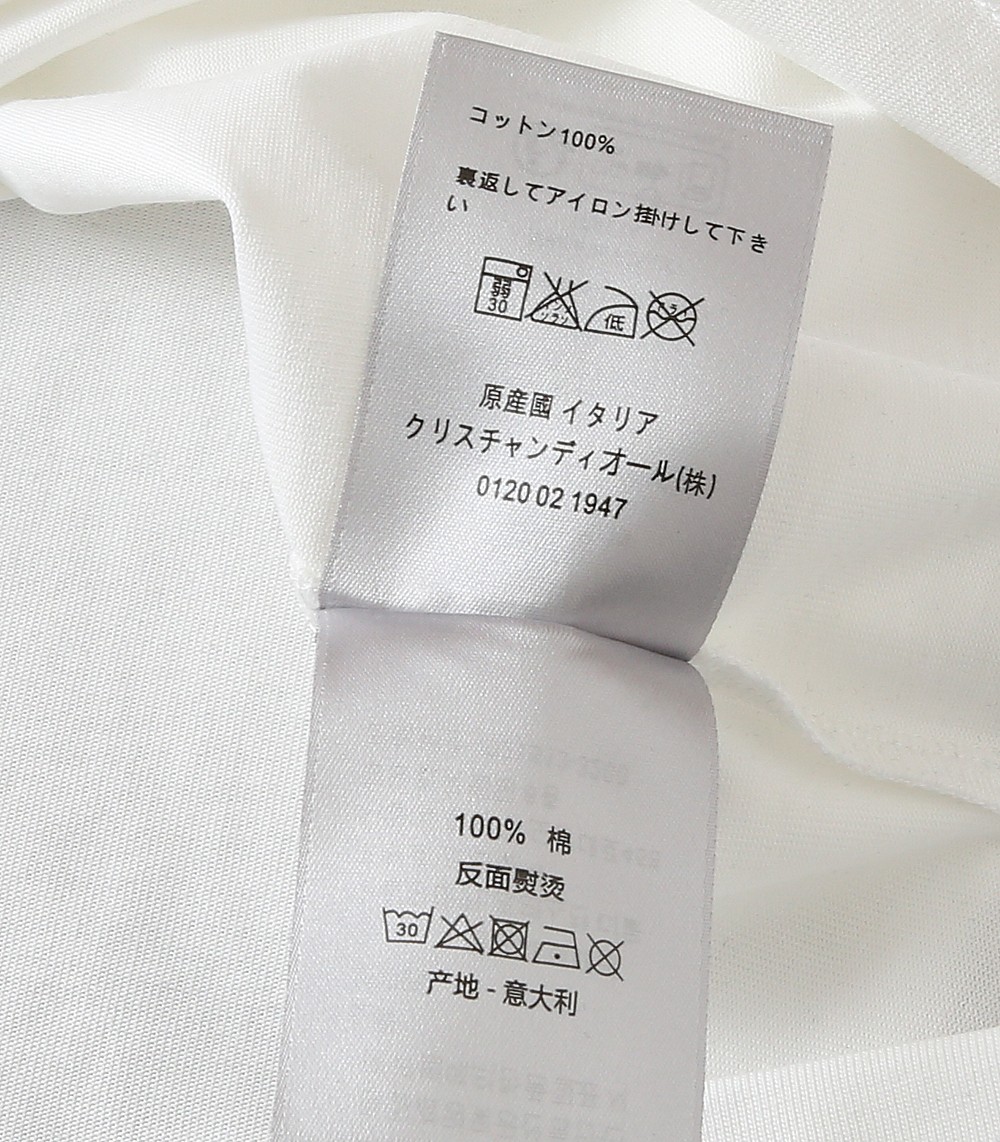 コットン100%
裏返してアイロン掛けして下き
い
弱
30
低
原産國 イタリア
クリスチャンディオール(株)
0120 02 1947
100% 棉
反面熨烫
30
产地 - 意大利